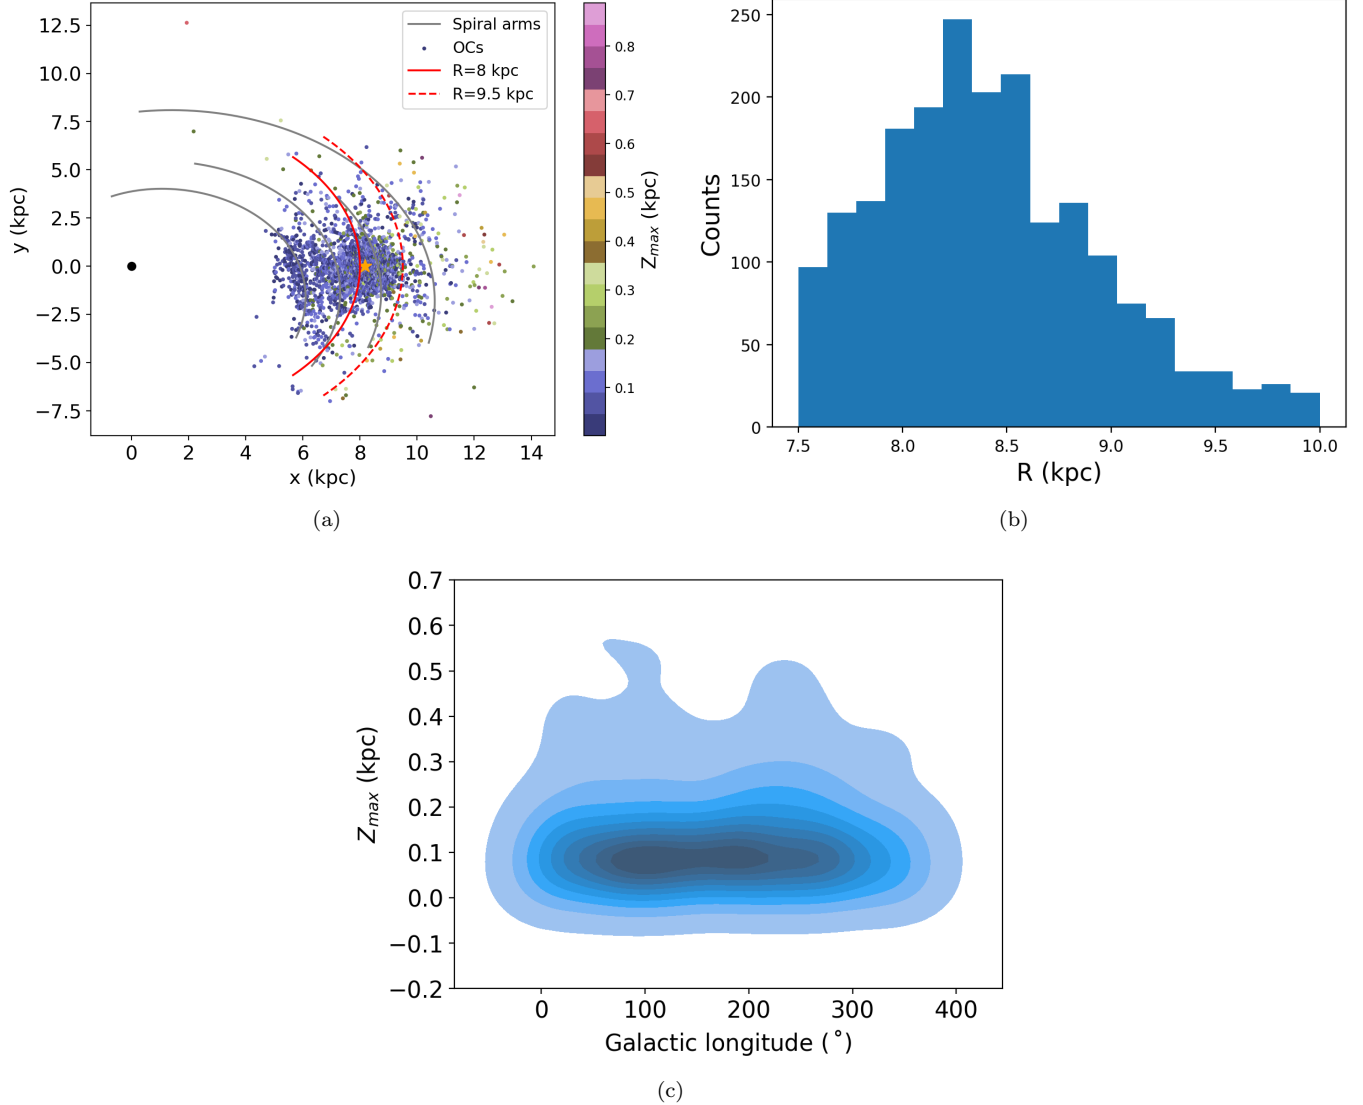 12.5
10.0
7.5
5.0
2.5
0.0
−2.5
−5.0
−7.5
y (kpc)
0 2 4 6 8 10 12 14
x (kpc)
Spiral arms
OCs
R=8 kpc
R=9.5 kpc
0.8
0.7
0.6
0.5
0.4
0.3
0.2
0.1
Zmax (kpc)
(a)
250
200
150
100
50
0
Counts
7.5 8.0 8.5 9.0 9.5 10.0
R (kpc)
(b)
0.7
0.6
0.5
0.4
0.3
0.2
0.1
0.0
−0.1
−0.2
Zmax (kpc)
0 100 200 300 400
Galactic longitude (°)
(c)